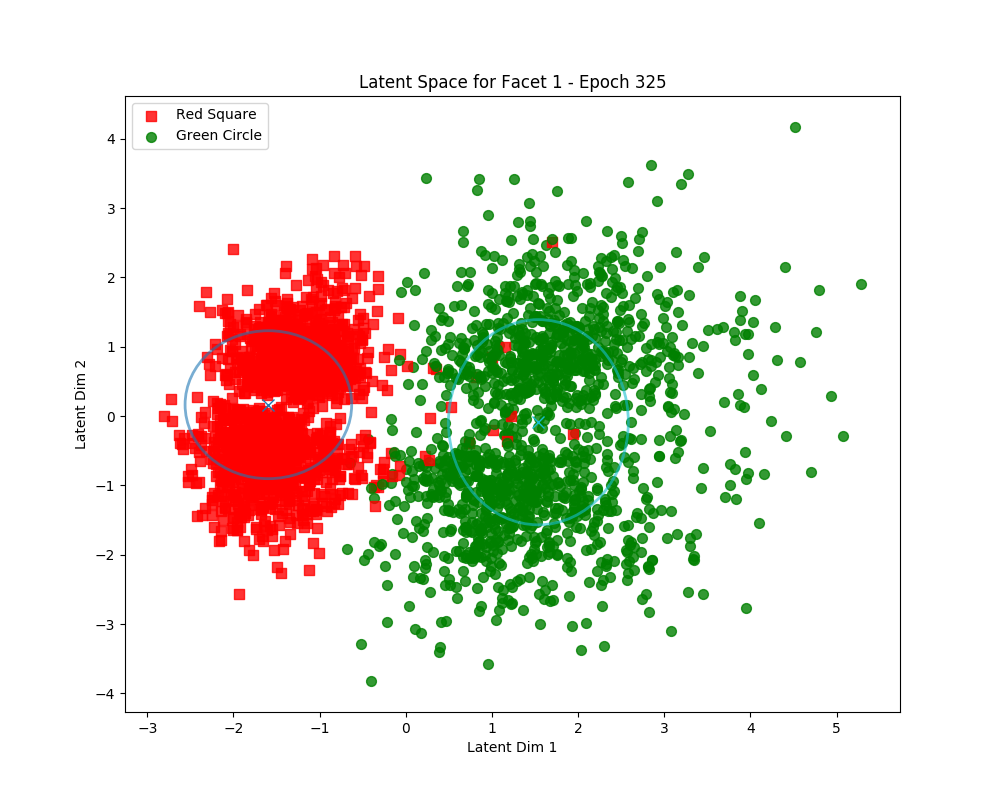 Latent Space for Facet 1 - Epoch 325
Red Square
Green Circle
Latent Dim 2
4
3
2
1
0
−1
−2
−3
−4
−3 −2 −1 0 1 2 3 4 5
Latent Dim 1